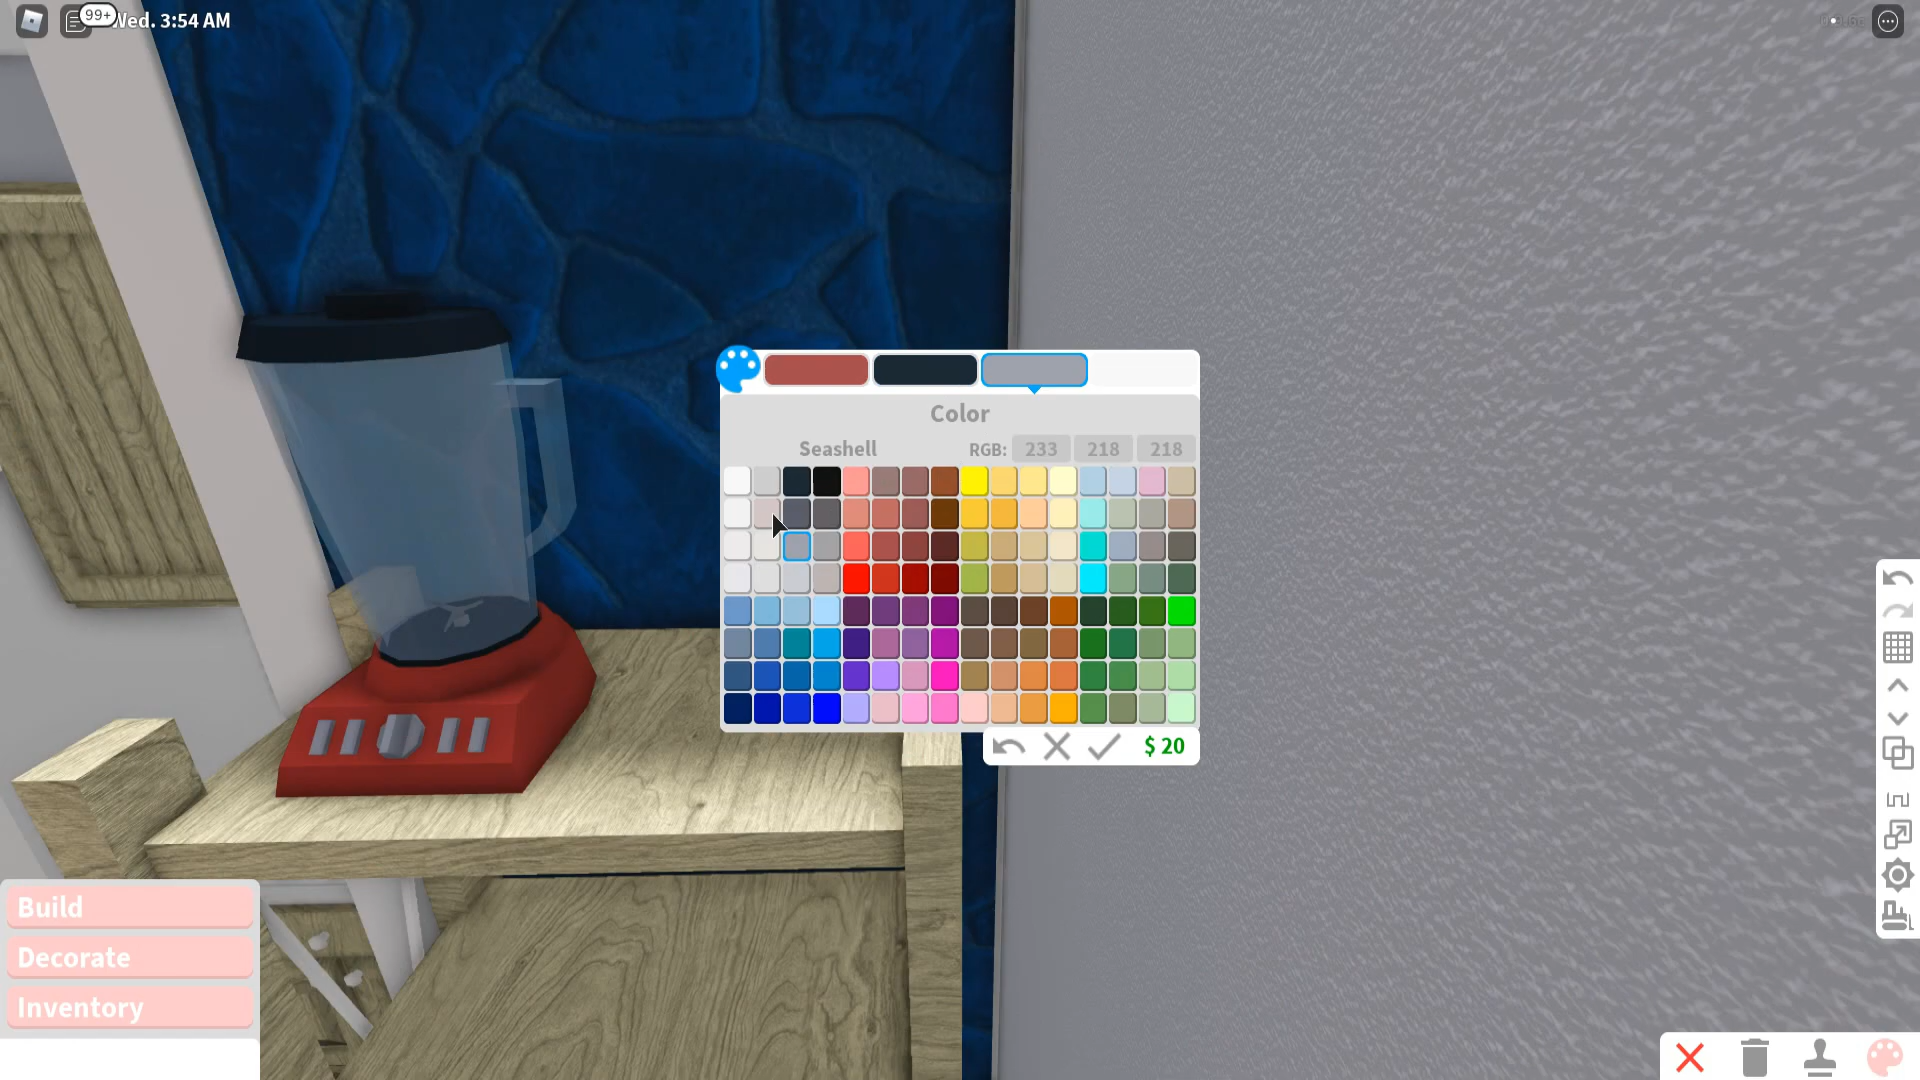 99+
Wed. 3:54 AM
Color
Seashell RGB: 233 218 218
$ 20
Build
Decorate
Inventory